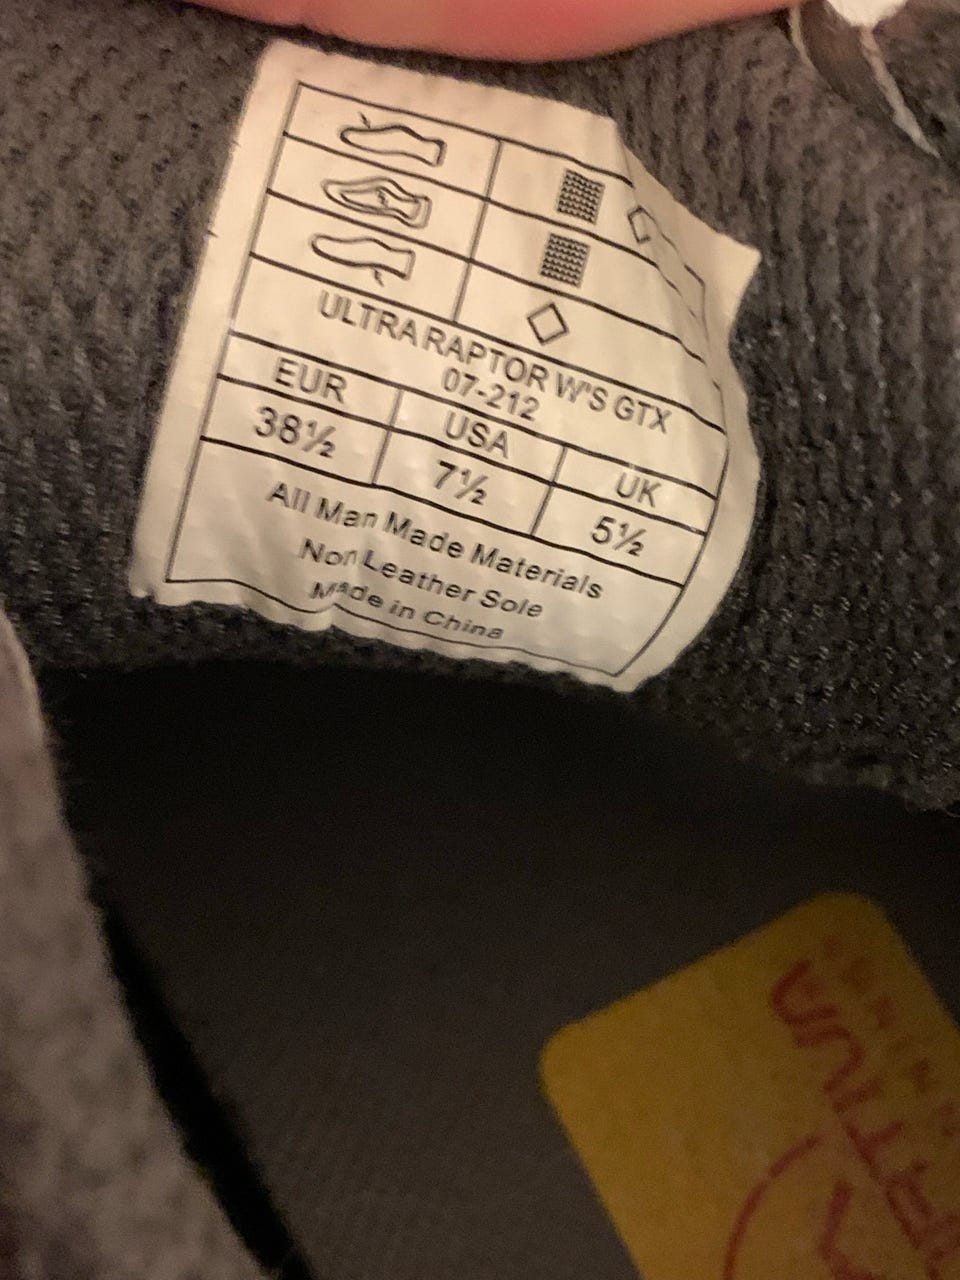 ULTRA RAPTOR W'S GTX
07-212
EUR USA UK
38½ 7½ 5½
All Man Made Materials
Non Leather Sole
Made in China